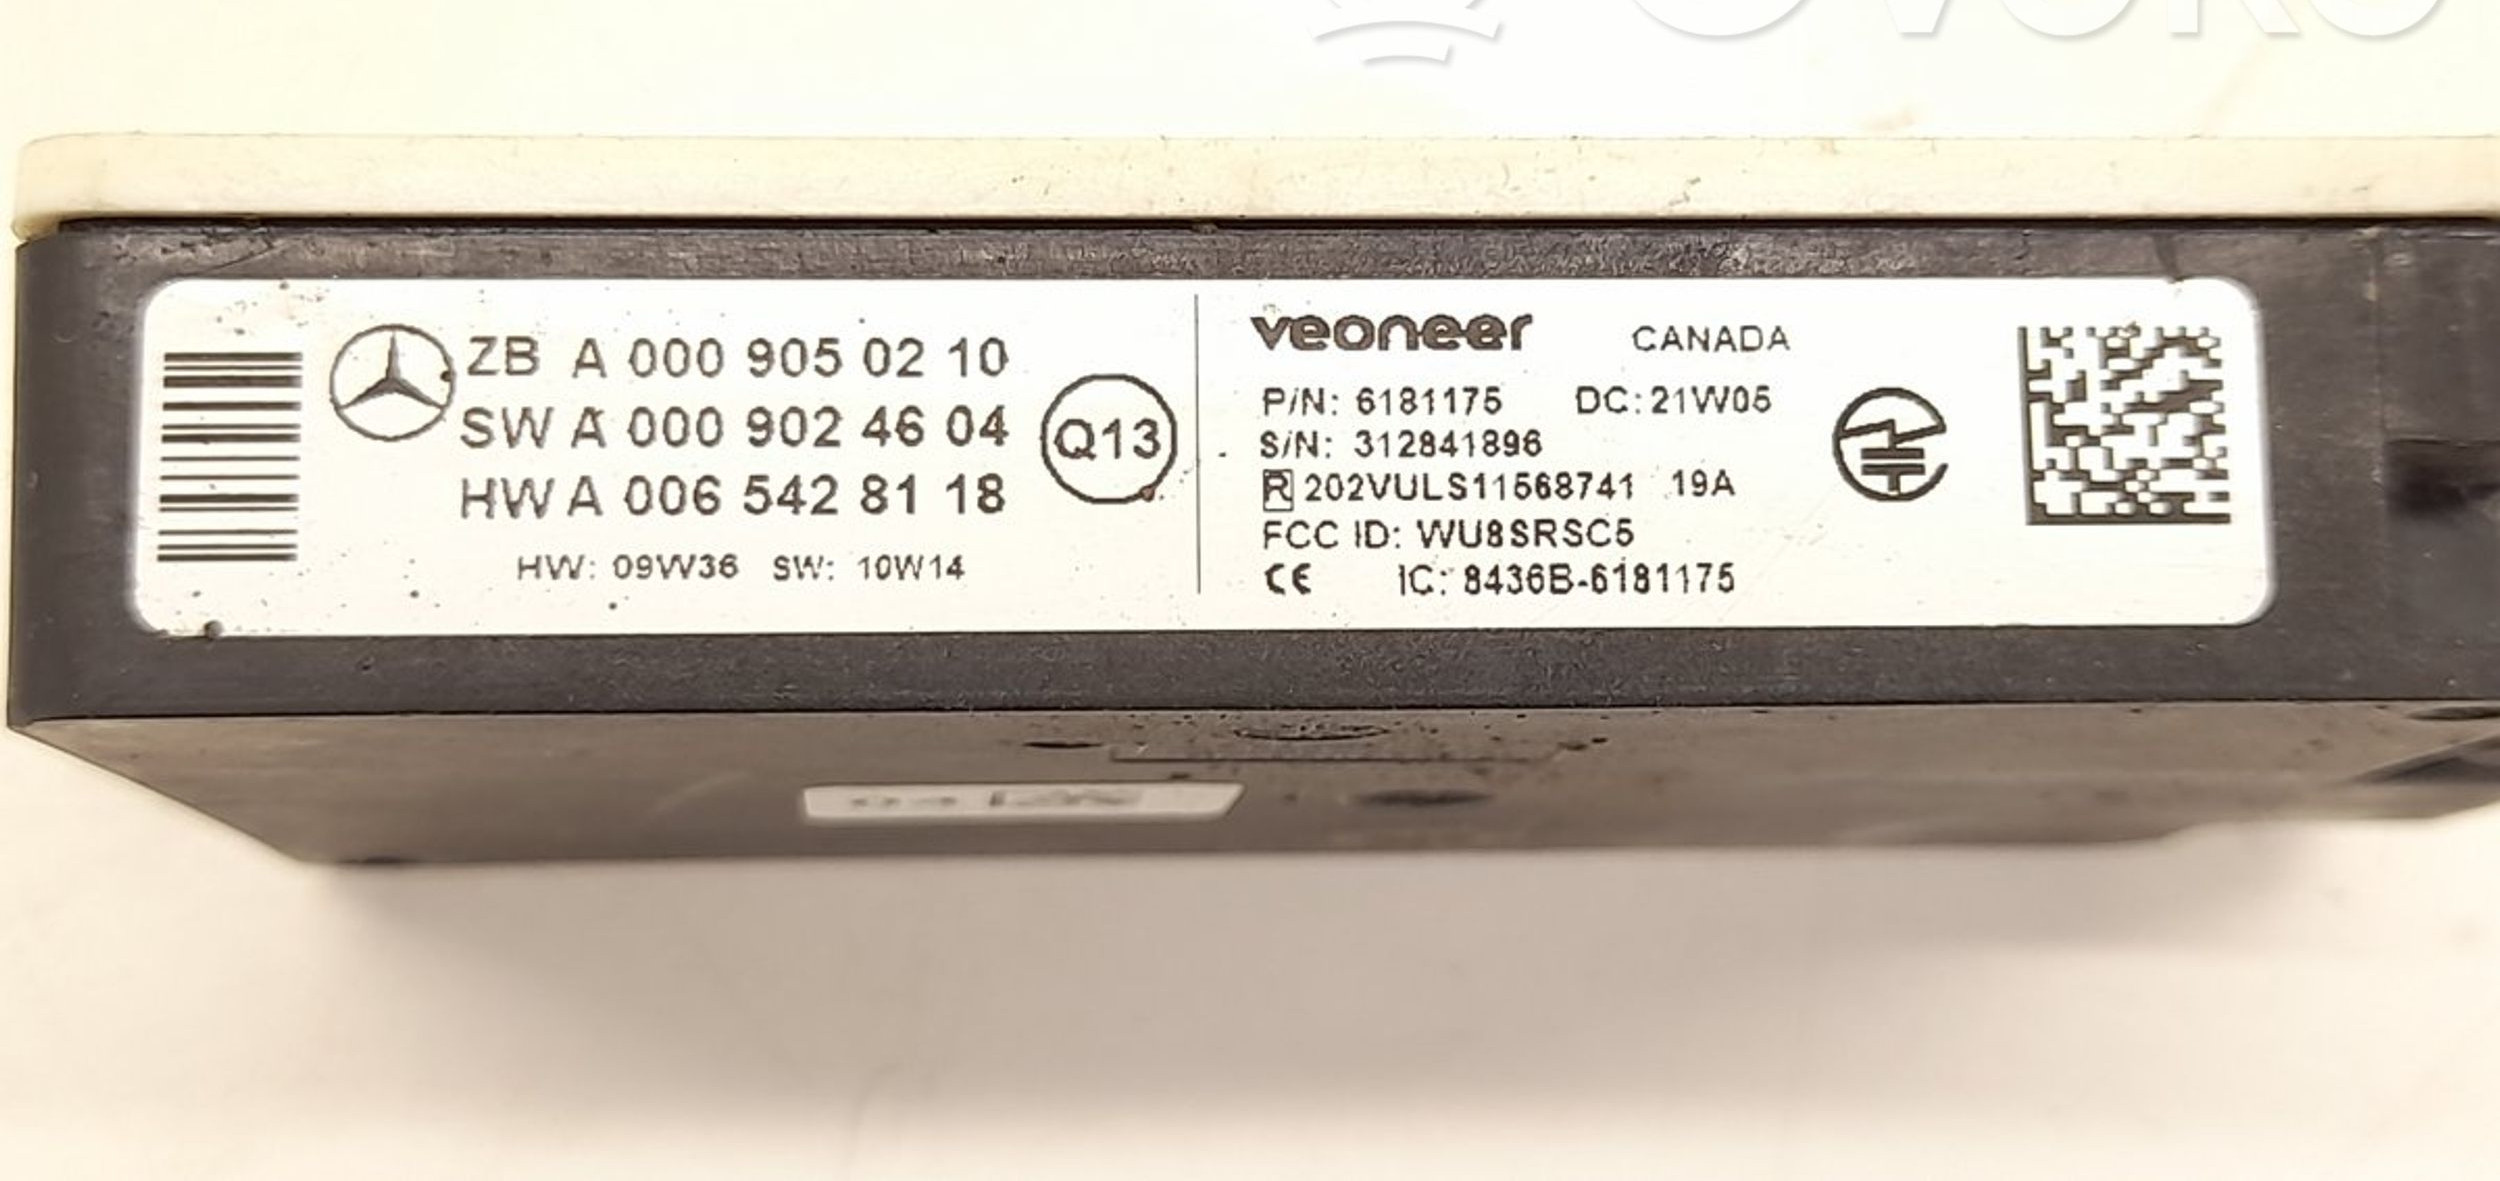 ZB A 000 905 02 10
SW A 000 902 46 04
HW A 006 542 81 18
HW: 09W36 SW: 10W14
Q13
veoneer CANADA
P/N: 6181175 DC: 21W05
S/N: 312841896
R 202VULS11568741 19A
FCC ID: WU8SRSC5
CE IC: 8436B-6181175